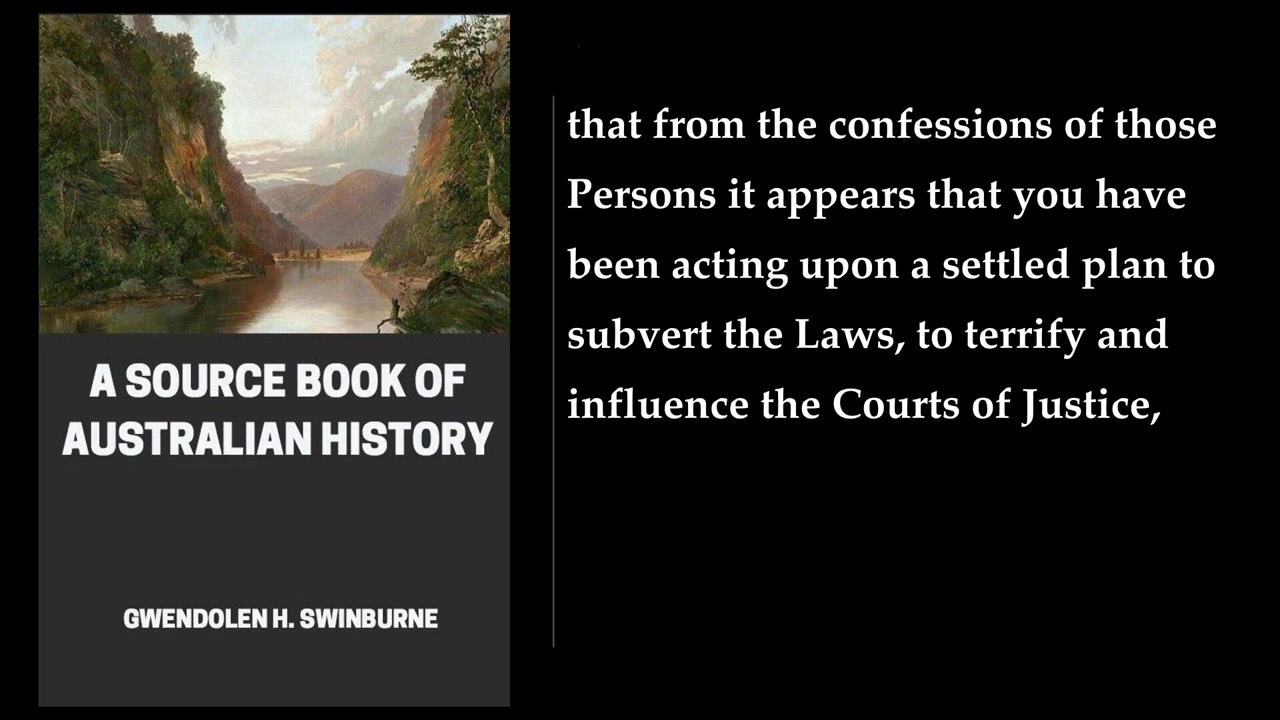 A SOURCE BOOK OF
AUSTRALIAN HISTORY
GWENDOLEN H. SWINBURNE
that from the confessions of those
Persons it appears that you have
been acting upon a settled plan to
subvert the Laws, to terrify and
influence the Courts of Justice,